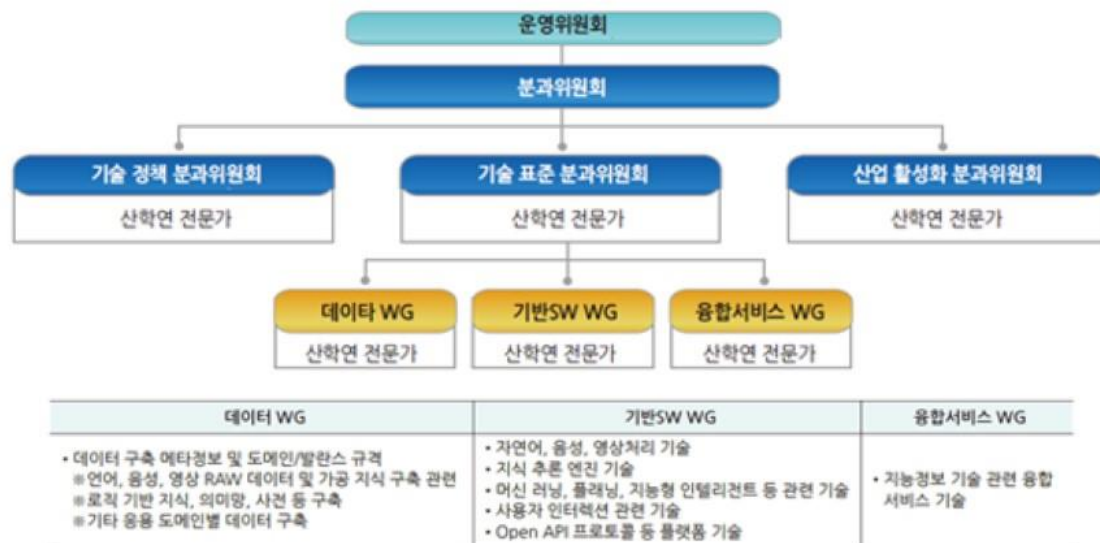 운영위원회
분과위원회
기술 정책 분과위원회
산학연 전문가
기술 표준 분과위원회
산학연 전문가
산업 활성화 분과위원회
산학연 전문가
데이타 WG
산학연 전문가
기반SW WG
산학연 전문가
융합서비스 WG
산학연 전문가
데이터 WG
• 데이터 구축 메타정보 및 도메인/발란스 규격
※언어, 음성, 영상 RAW 데이터 및 가공 지식 구축 관련
※로직 기반 지식, 의미망, 사전 등 구축
※기타 응용 도메인별 데이터 구축
기반SW WG
• 자연어, 음성, 영상처리 기술
• 지식 추론 엔진 기술
• 머신 러닝, 플래닝, 지능형 인텔리전트 등 관련 기술
• 사용자 인터렉션 관련 기술
• Open API 프로토콜 등 플랫폼 기술
융합서비스 WG
• 지능정보 기술 관련 융합
서비스 기술